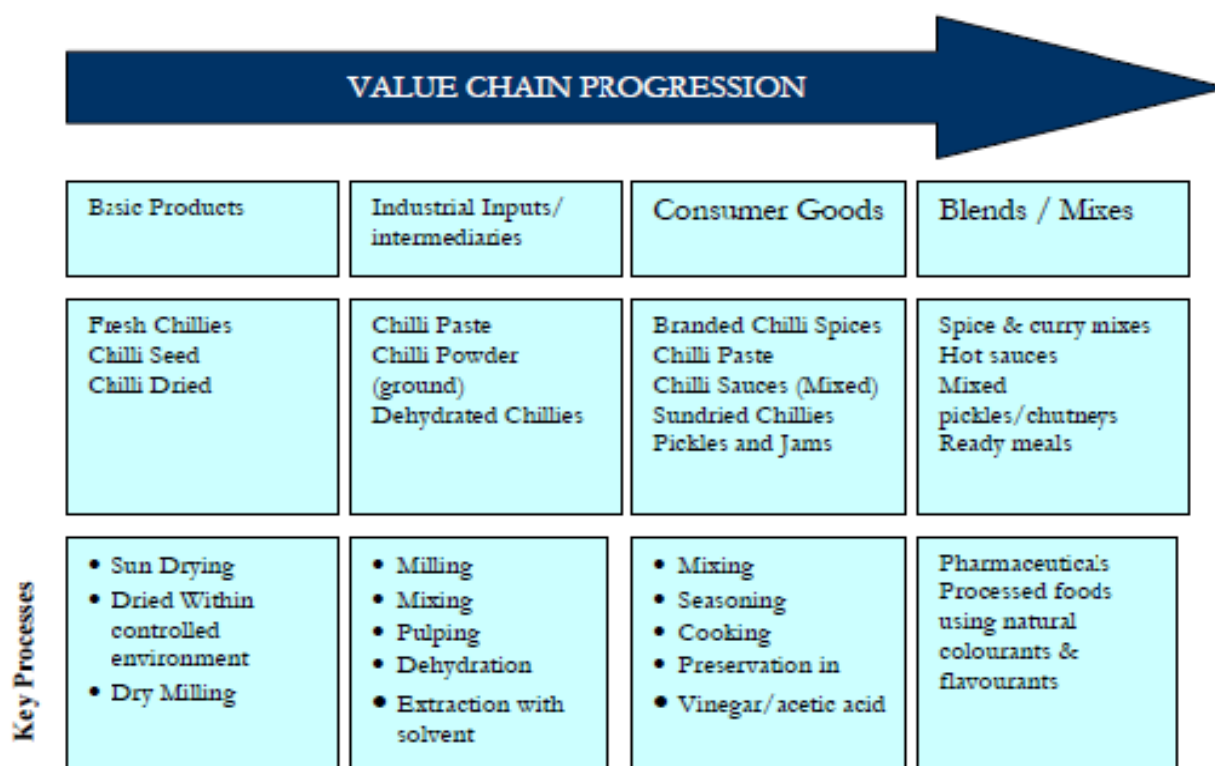 VALUE CHAIN PROGRESSION
Basic Products
Industrial Inputs/
intermediaries
Consumer Goods
Blends / Mixes
Fresh Chillies
Chilli Seed
Chilli Dried
Chilli Paste
Chilli Powder
(ground)
Dehydrated Chillies
Branded Chilli Spices
Chilli Paste
Chilli Sauces (Mixed)
Sundried Chillies
Pickles and Jams
Spice & curry mixes
Hot sauces
Mixed
pickles/chutneys
Ready meals
Key Processes
• Sun Drying
• Dried Within
controlled
environment
• Dry Milling
• Milling
• Mixing
• Pulping
• Dehydration
• Extraction with
solvent
• Mixing
• Seasoning
• Cooking
• Preservation in
• Vinegar/acetic acid
Pharmaceuticals
Processed foods
using natural
colourants &
flavourants